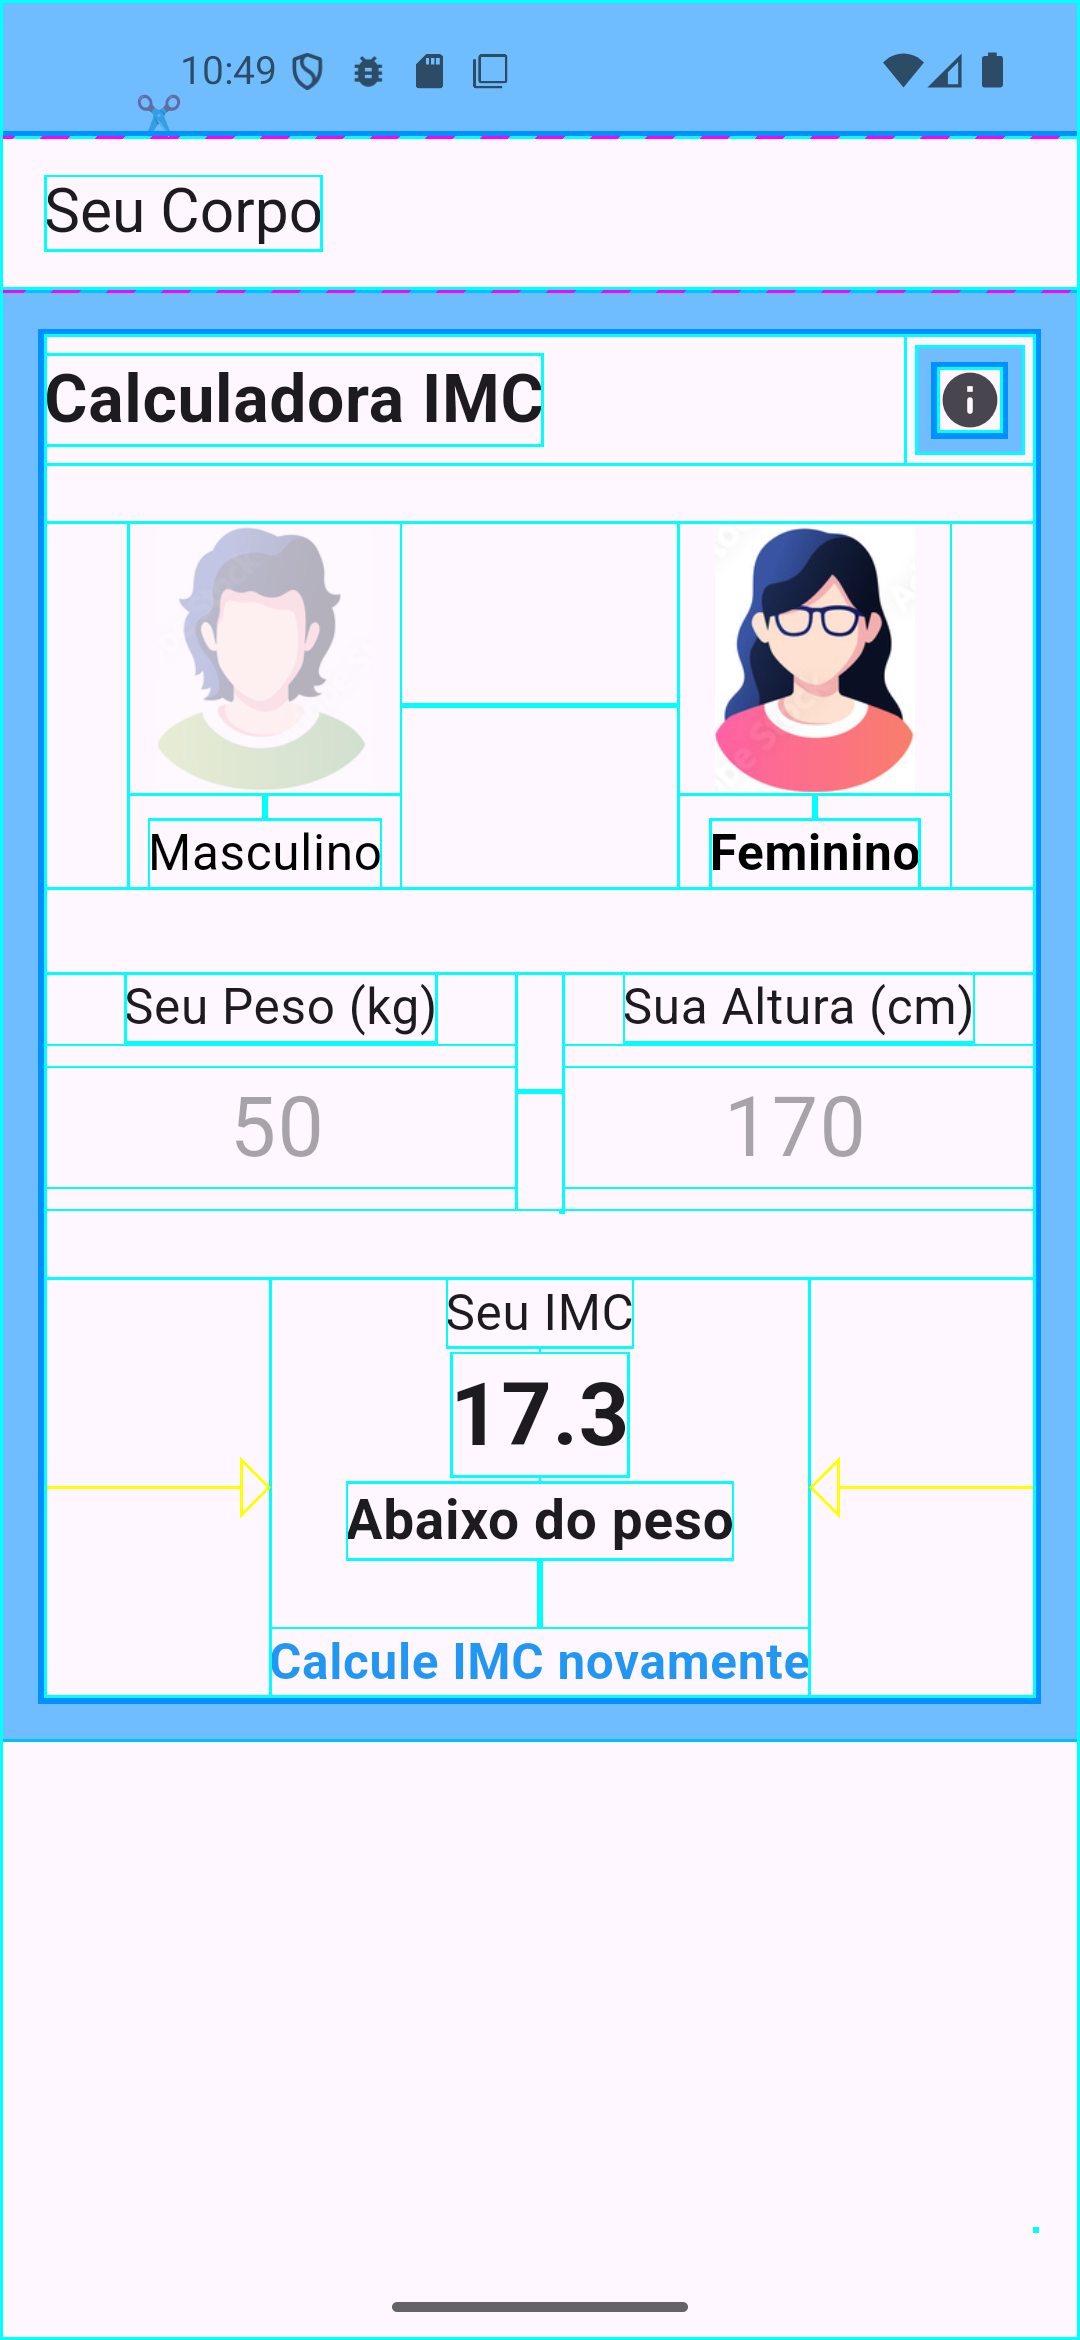 10:49
Seu Corpo
Calculadora IMC
Masculino
Feminino
Seu Peso (kg)
Sua Altura (cm)
50
170
Seu IMC
17.3
Abaixo do peso
Calcule IMC novamente